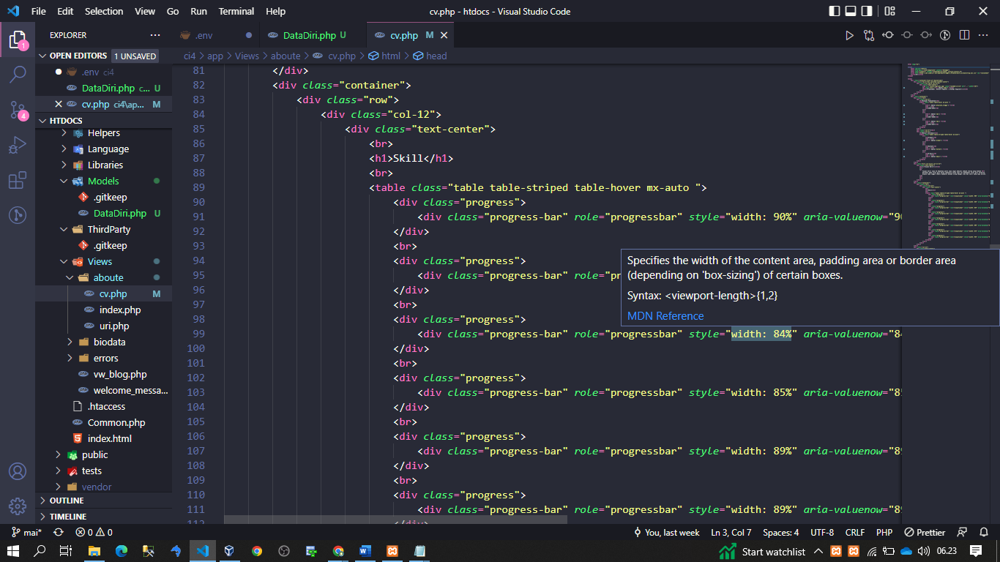 File Edit Selection View Go Run Terminal Help
cv.php - htdocs - Visual Studio Code
EXPLORER
OPEN EDITORS 1 UNSAVED
.env ci4
DataDiri.php c... U
cv.php ci4\ap... M
HTDOCS
Helpers
Language
Libraries
Models
.gitkeep
DataDiri.php U
ThirdParty
.gitkeep
Views
aboute
cv.php M
index.php
uri.php
biodata
errors
vw_blog.php
welcome_messa...
.htaccess
Common.php
index.html
public
tests
vendor
OUTLINE
TIMELINE
1
4
.env
DataDiri.php U
cv.php M
ci4 > app > Views > aboute > cv.php > html > head
81 </div>
82 <div class="container">
83 <div class="row">
84 <div class="col-12">
85 <div class="text-center">
86 <br>
87 <h1>Skill</h1>
88 <br>
89 <table class="table table-striped table-hover mx-auto ">
90 <div class="progress">
91 <div class="progress-bar" role="progressbar" style="width: 90%" aria-valuenow="90
92 </div>
93 <br>
94 <div class="progress">
95 <div class="progress-bar" role="pr
96 </div>
97 <br>
98 <div class="progress">
99 <div class="progress-bar" role="progressbar" style="width: 84%" aria-valuenow="84
100 </div>
101 <br>
102 <div class="progress">
103 <div class="progress-bar" role="progressbar" style="width: 85%" aria-valuenow="85
104 </div>
105 <br>
106 <div class="progress">
107 <div class="progress-bar" role="progressbar" style="width: 89%" aria-valuenow="89
108 </div>
109 <br>
110 <div class="progress">
111 <div class="progress-bar" role="progressbar" style="width: 89%" aria-valuenow="89
112 </div>
Specifies the width of the content area, padding area or border area
(depending on 'box-sizing') of certain boxes.
Syntax: <viewport-length>{1,2}
MDN Reference
mai* 0 0 You, last week Ln 3, Col 7 Spaces: 4 UTF-8 CRLF PHP Prettier
Start watchlist 06.23